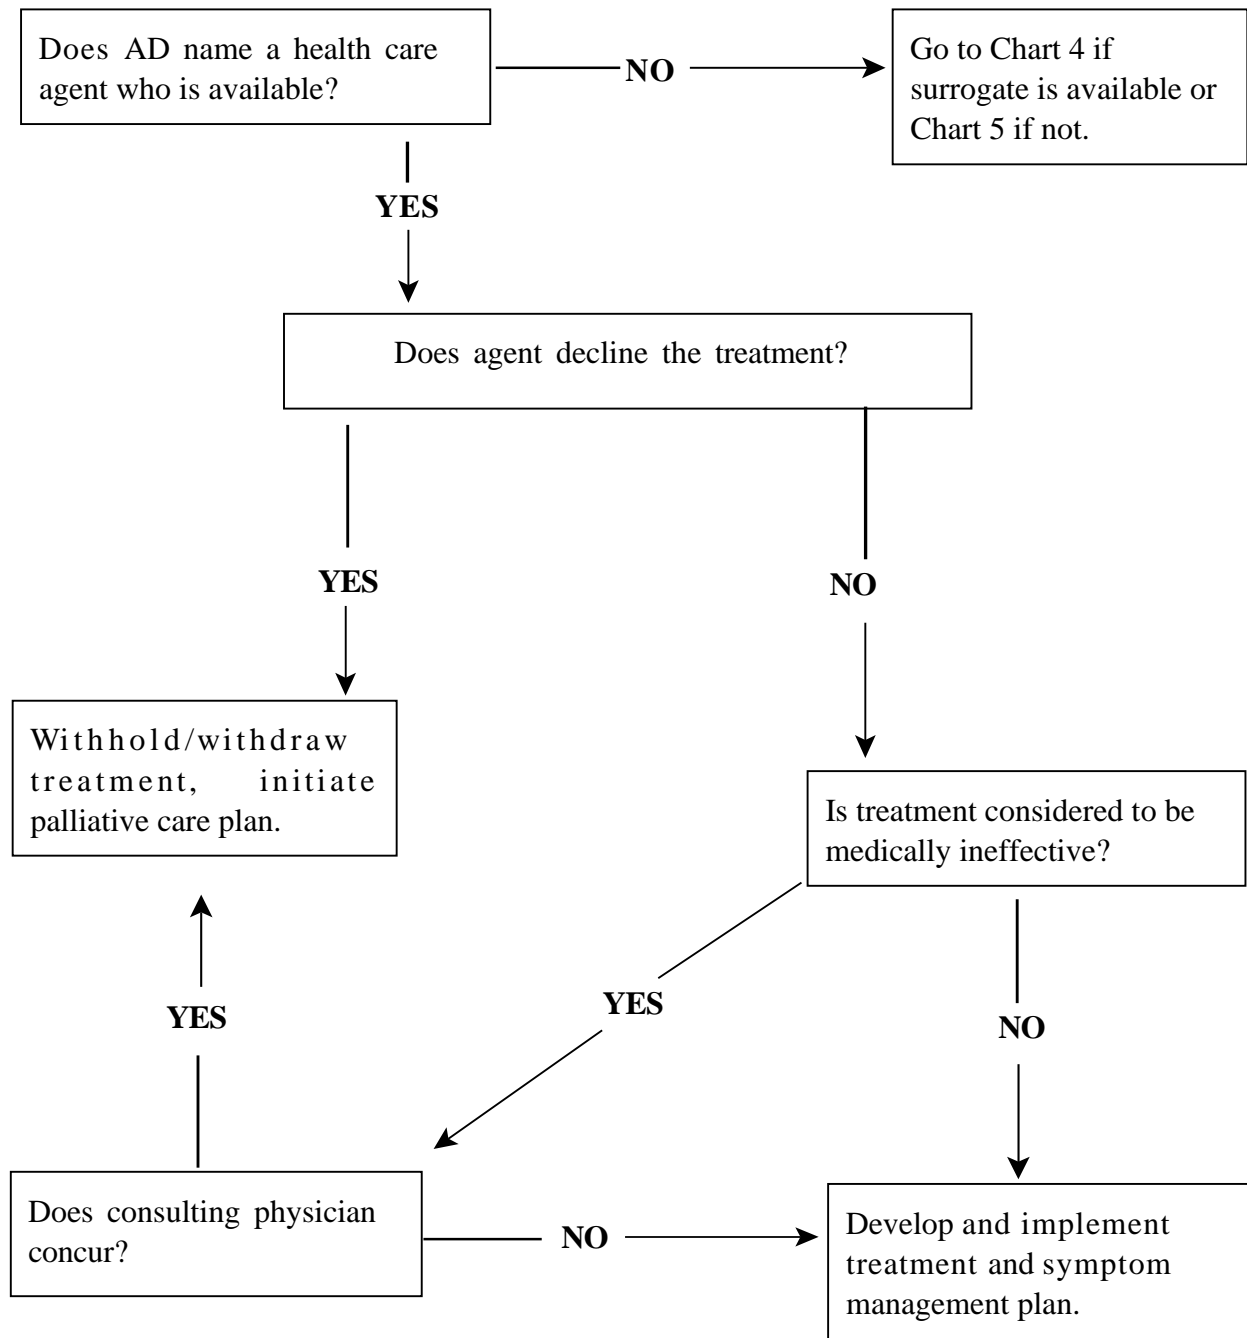 Does AD name a health care
agent who is available?
NO
Go to Chart 4 if
surrogate is available or
Chart 5 if not.
YES
Does agent decline the treatment?
YES
NO
Withhold/withdraw
treatment, initiate
palliative care plan.
Is treatment considered to be
medically ineffective?
YES
YES
NO
Does consulting physician
concur?
NO
Develop and implement
treatment and symptom
management plan.